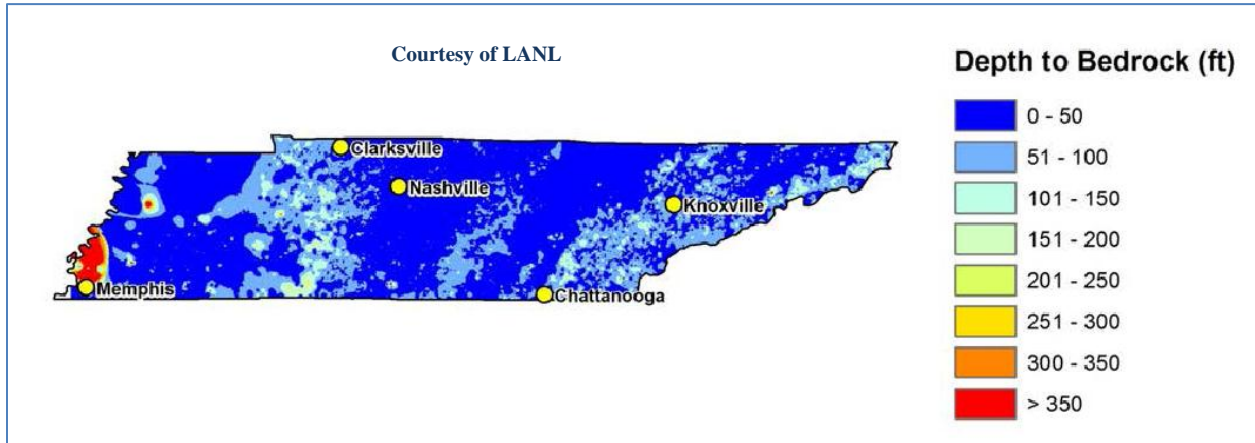 Courtesy of LANL
Clarksville
Nashville
Knoxville
Memphis
Chattanooga
Depth to Bedrock (ft)
0 - 50
51 - 100
101 - 150
151 - 200
201 - 250
251 - 300
300 - 350
> 350